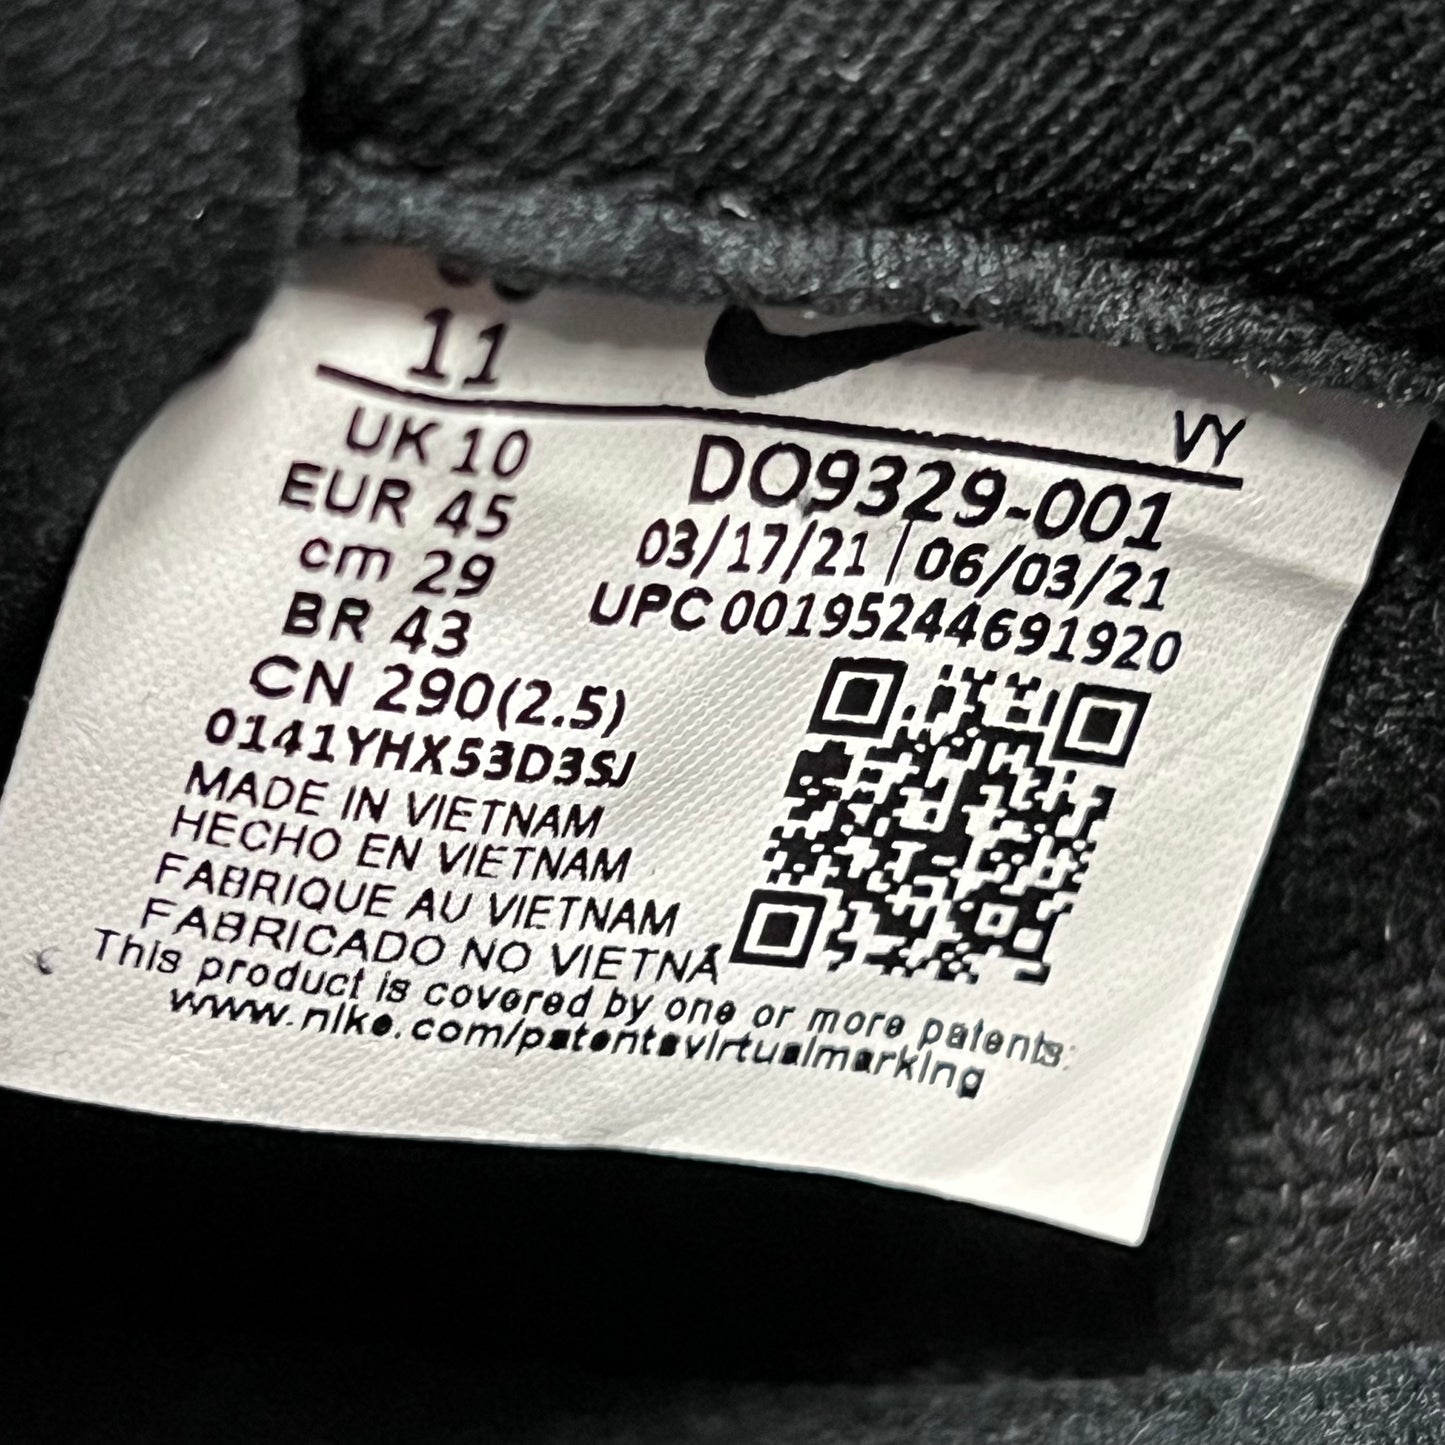 11
VY
UK 10
EUR 45
cm 29
BR 43
CN 290(2.5)
0141YHX53D3SJ
DO9329-001
03/17/21 | 06/03/21
UPC 00195244691920
MADE IN VIETNAM
HECHO EN VIETNAM
FABRIQUE AU VIETNAM
FABRICADO NO VIETNÃ
This product is covered by one or more patents:
www.nike.com/patentsvirtualmarking